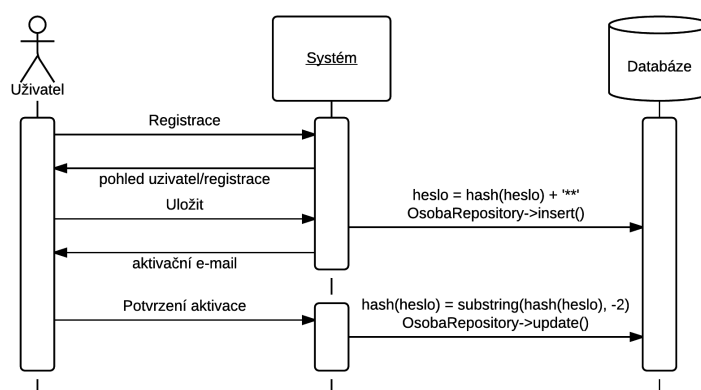 Uživatel
Systém
Databáze
Registrace
pohled uzivatel/registrace
Uložit
heslo = hash(heslo) + '**'
OsobaRepository->insert()
aktivační e-mail
Potvrzení aktivace
hash(heslo) = substring(hash(heslo), -2)
OsobaRepository->update()